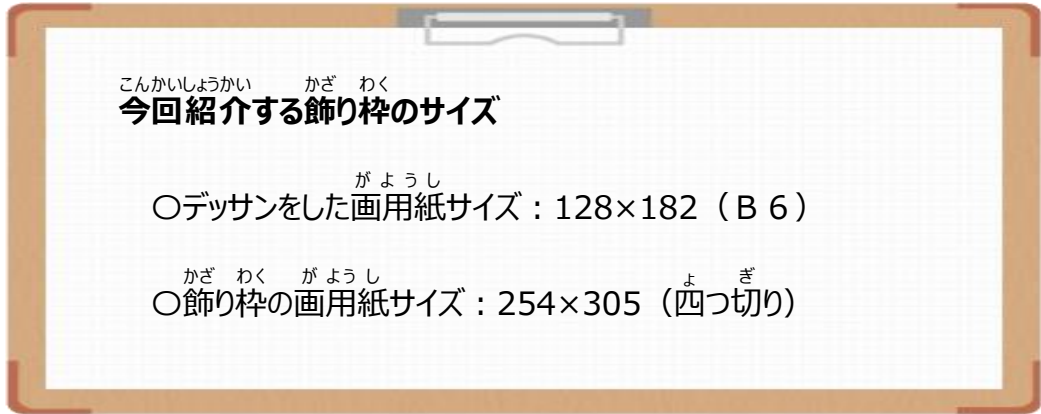 こんかいしょうかい かざ わく
今回紹介する飾り枠のサイズ
がようし
〇デッサンをした画用紙サイズ：128×182（B６）
かざ わく がようし よ ぎ
〇飾り枠の画用紙サイズ：254×305（四つ切り）